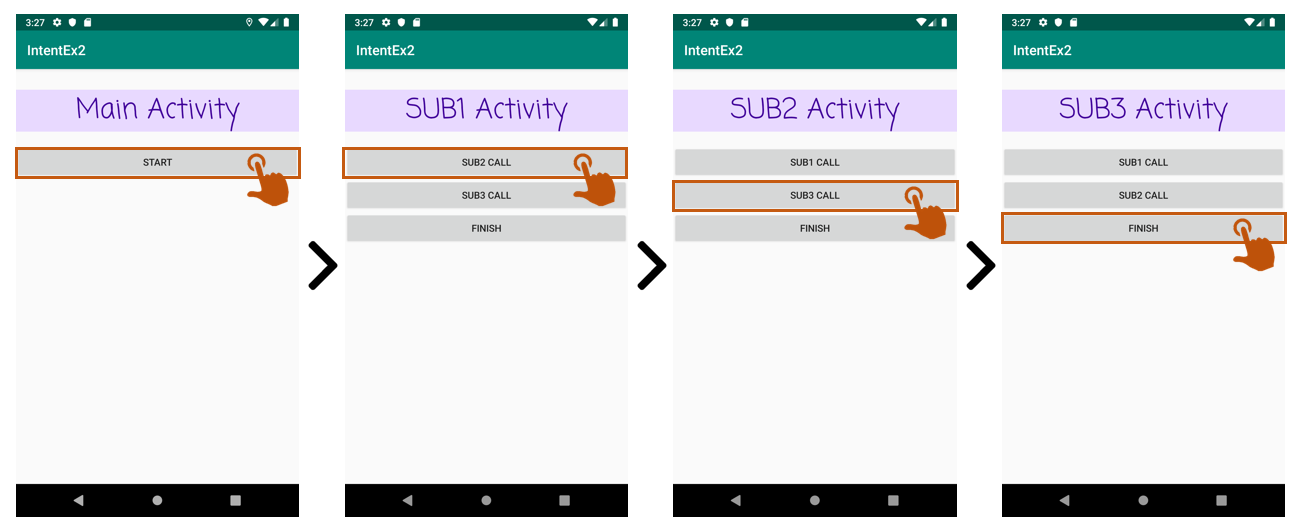 3:27
IntentEx2
Main Activity
START
3:27
IntentEx2
SUB1 Activity
SUB2 CALL
SUB3 CALL
FINISH
3:27
IntentEx2
SUB2 Activity
SUB1 CALL
SUB3 CALL
FINISH
3:27
IntentEx2
SUB3 Activity
SUB1 CALL
SUB2 CALL
FINISH